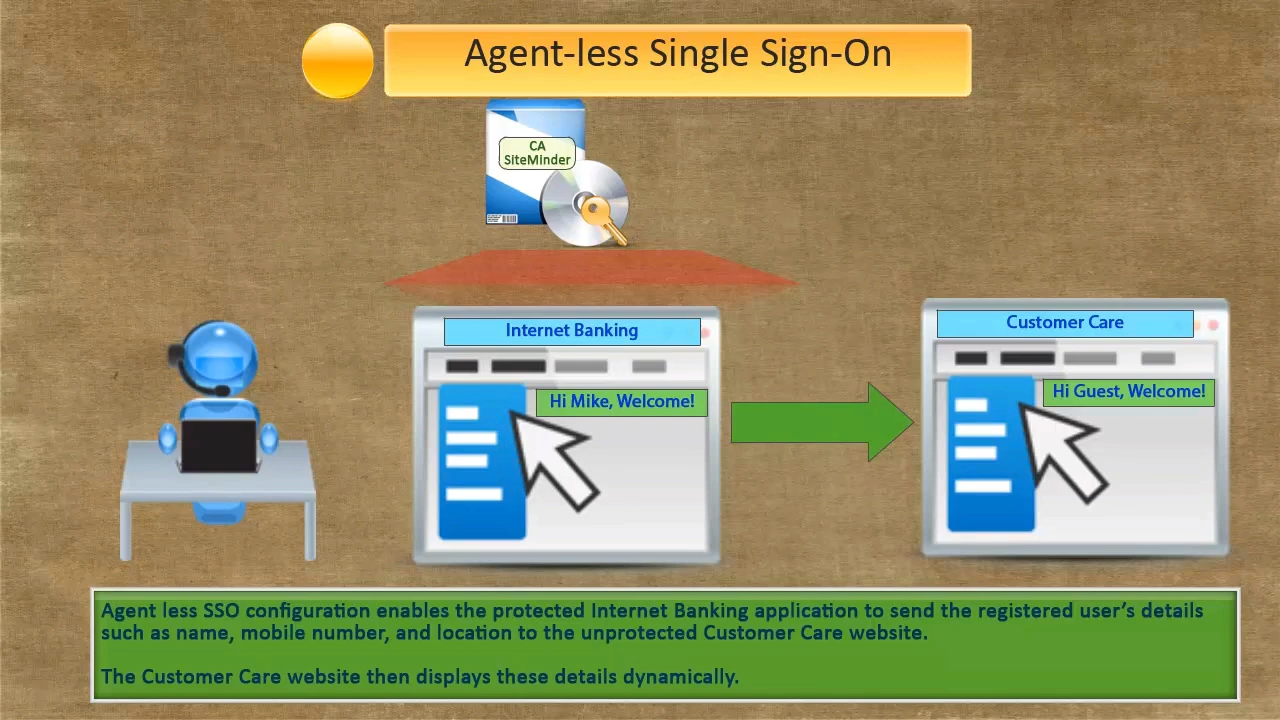 Agent-less Single Sign-On
CA
SiteMinder
Internet Banking
Hi Mike, Welcome!
Customer Care
Hi Guest, Welcome!
Agent less SSO configuration enables the protected Internet Banking application to send the registered user’s details
such as name, mobile number, and location to the unprotected Customer Care website.
The Customer Care website then displays these details dynamically.